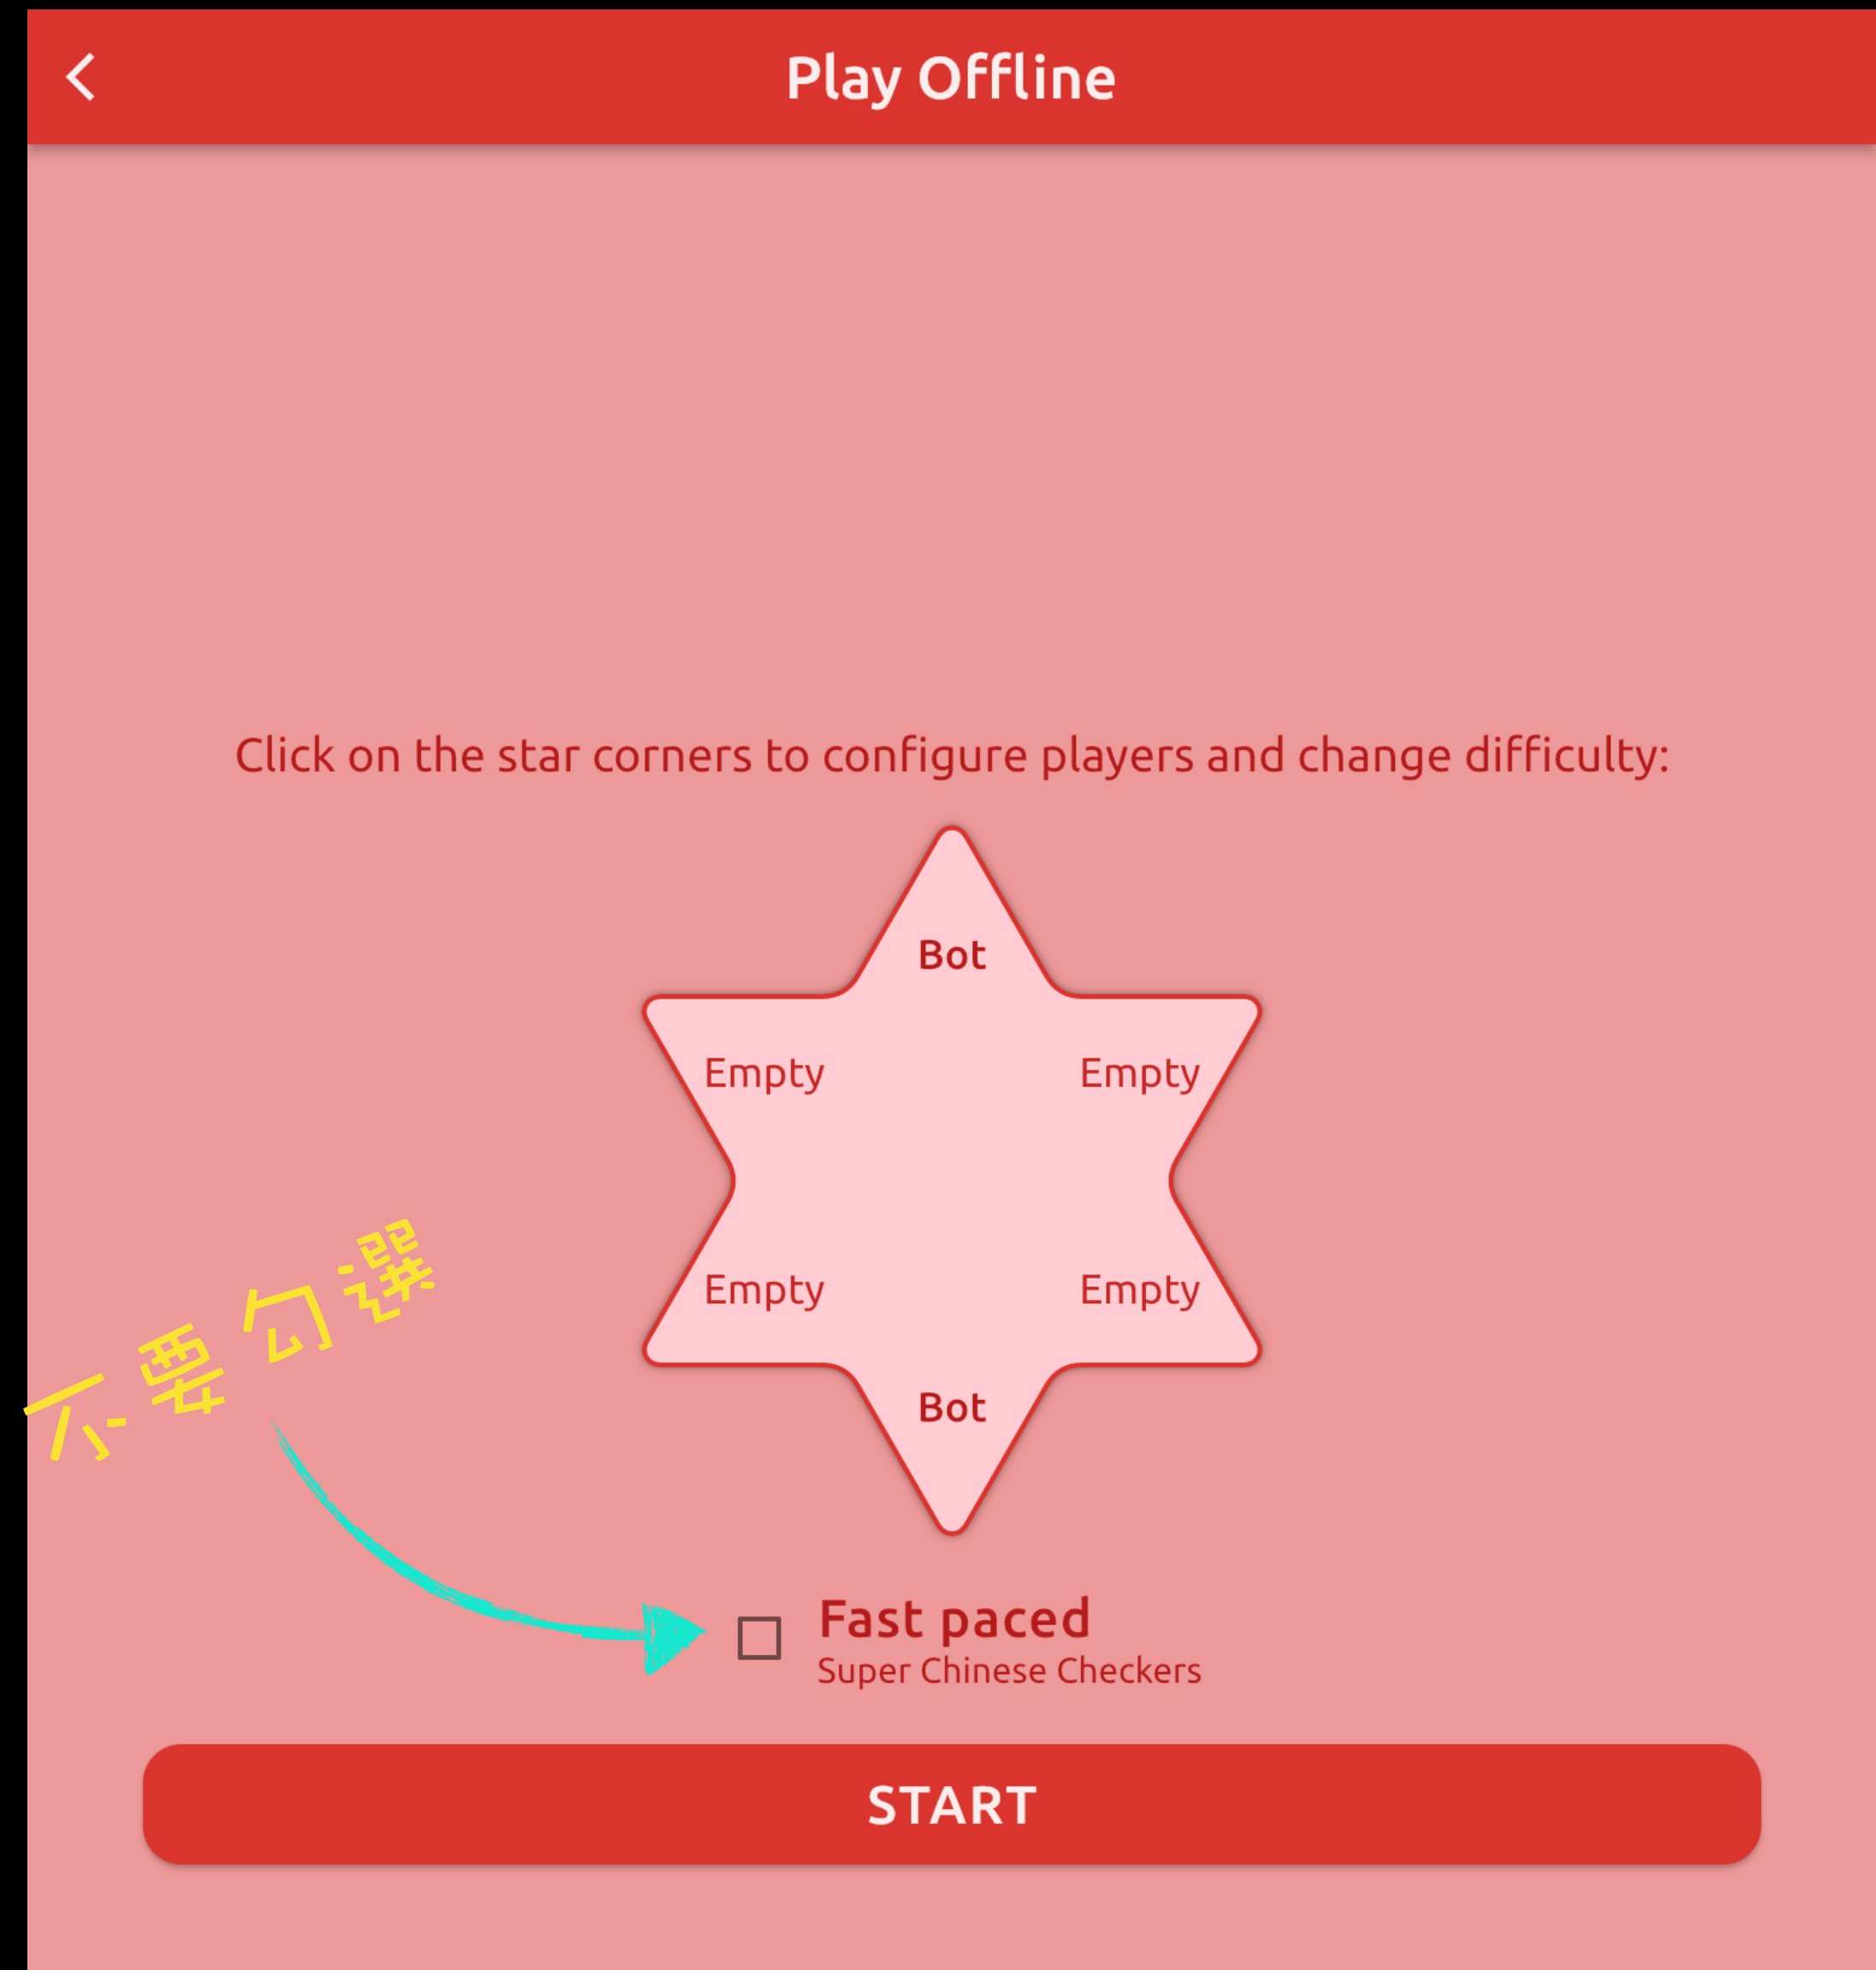 Play Offline
Click on the star corners to configure players and change difficulty:
Bot
Empty
Empty
Empty
Empty
Bot
不要勾選
Fast paced
Super Chinese Checkers
START